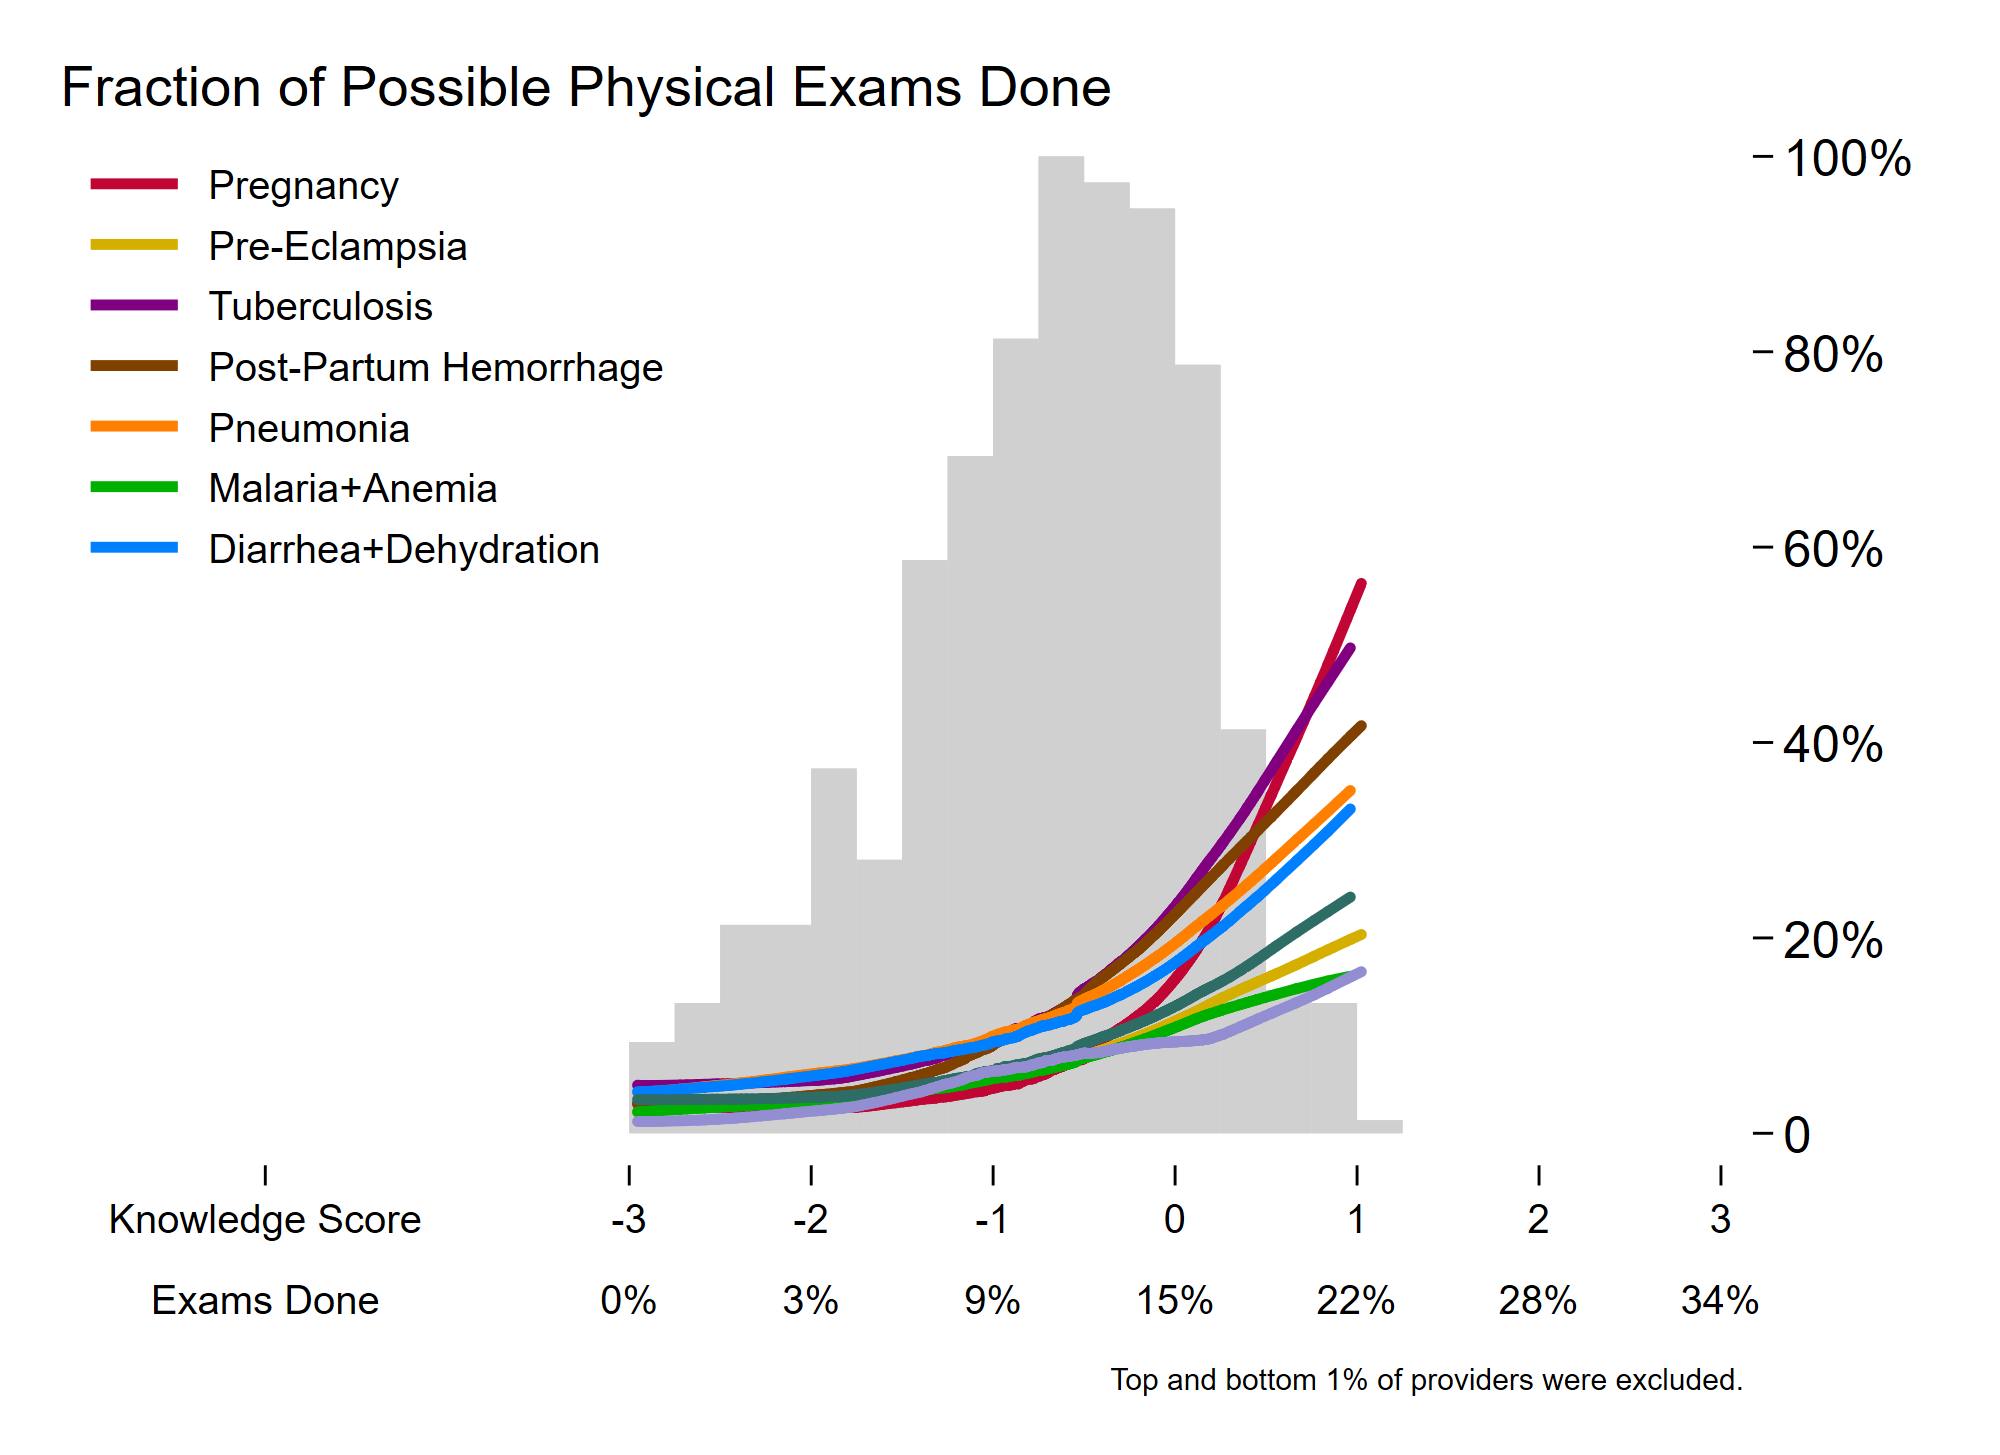 Fraction of Possible Physical Exams Done
Pregnancy
Pre-Eclampsia
Tuberculosis
Post-Partum Hemorrhage
Pneumonia
Malaria+Anemia
Diarrhea+Dehydration
100%
80%
60%
40%
20%
0
Knowledge Score -3 -2 -1 0 1 2 3
Exams Done 0% 3% 9% 15% 22% 28% 34%
Top and bottom 1% of providers were excluded.